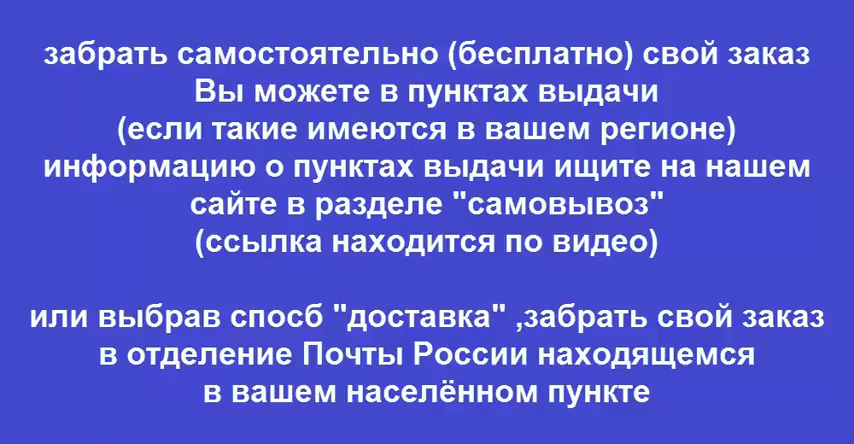 забрать самостоятельно (бесплатно) свой заказ
Вы можете в пунктах выдачи
(если такие имеются в вашем регионе)
информацию о пунктах выдачи ищите на нашем
сайте в разделе "самовывоз"
(ссылка находится по видео)
или выбрав спосб "доставка" ,забрать свой заказ
в отделение Почты России находящемся
в вашем населённом пункте